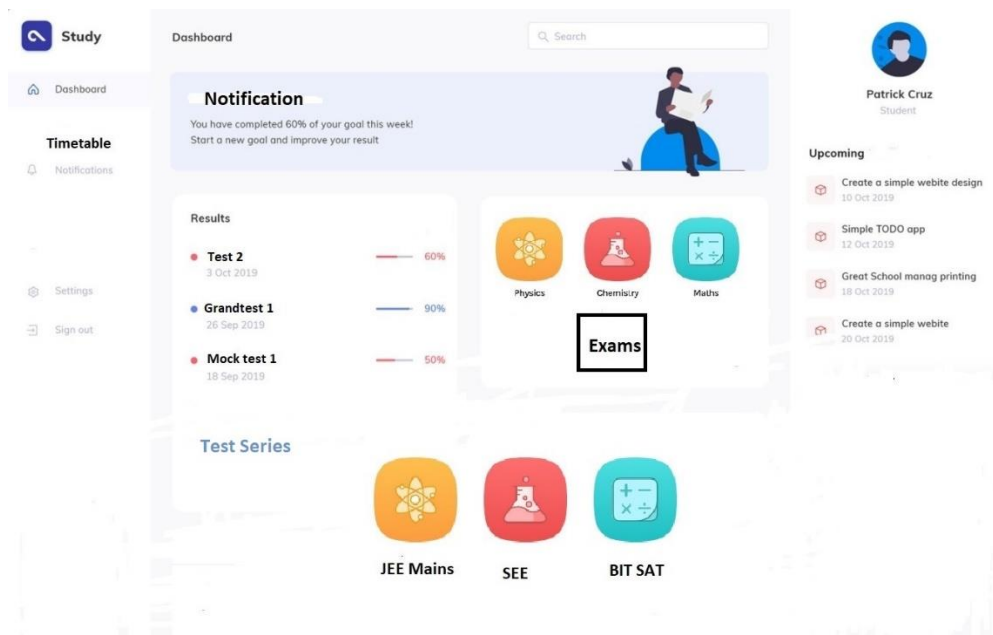 Study
Dashboard
Timetable
Notifications
Settings
Sign out
Dashboard
Search
Notification
You have completed 60% of your goal this week!
Start a new goal and improve your result
Results
Test 2
60%
3 Oct 2019
Grandtest 1
90%
26 Sep 2019
Mock test 1
50%
18 Sep 2019
Physics
Chemistry
Maths
Exams
Test Series
JEE Mains
SEE
BIT SAT
Patrick Cruz
Student
Upcoming
Create a simple webite design
10 Oct 2019
Simple TODO app
12 Oct 2019
Great School manag printing
18 Oct 2019
Create a simple webite
20 Oct 2019